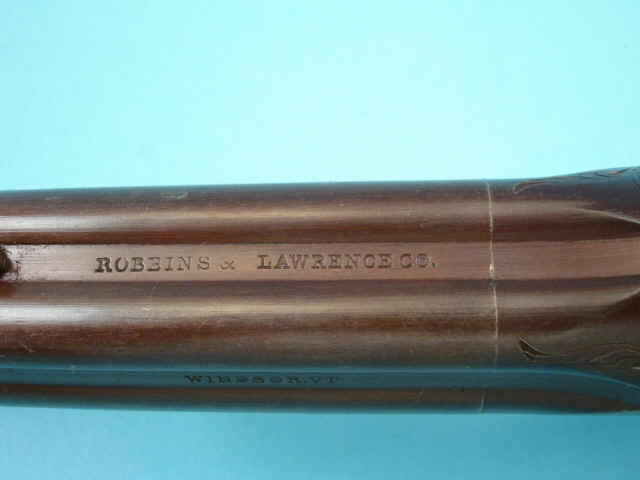 ROBBINS & LAWRENCE CO.
WINDSOR. VT